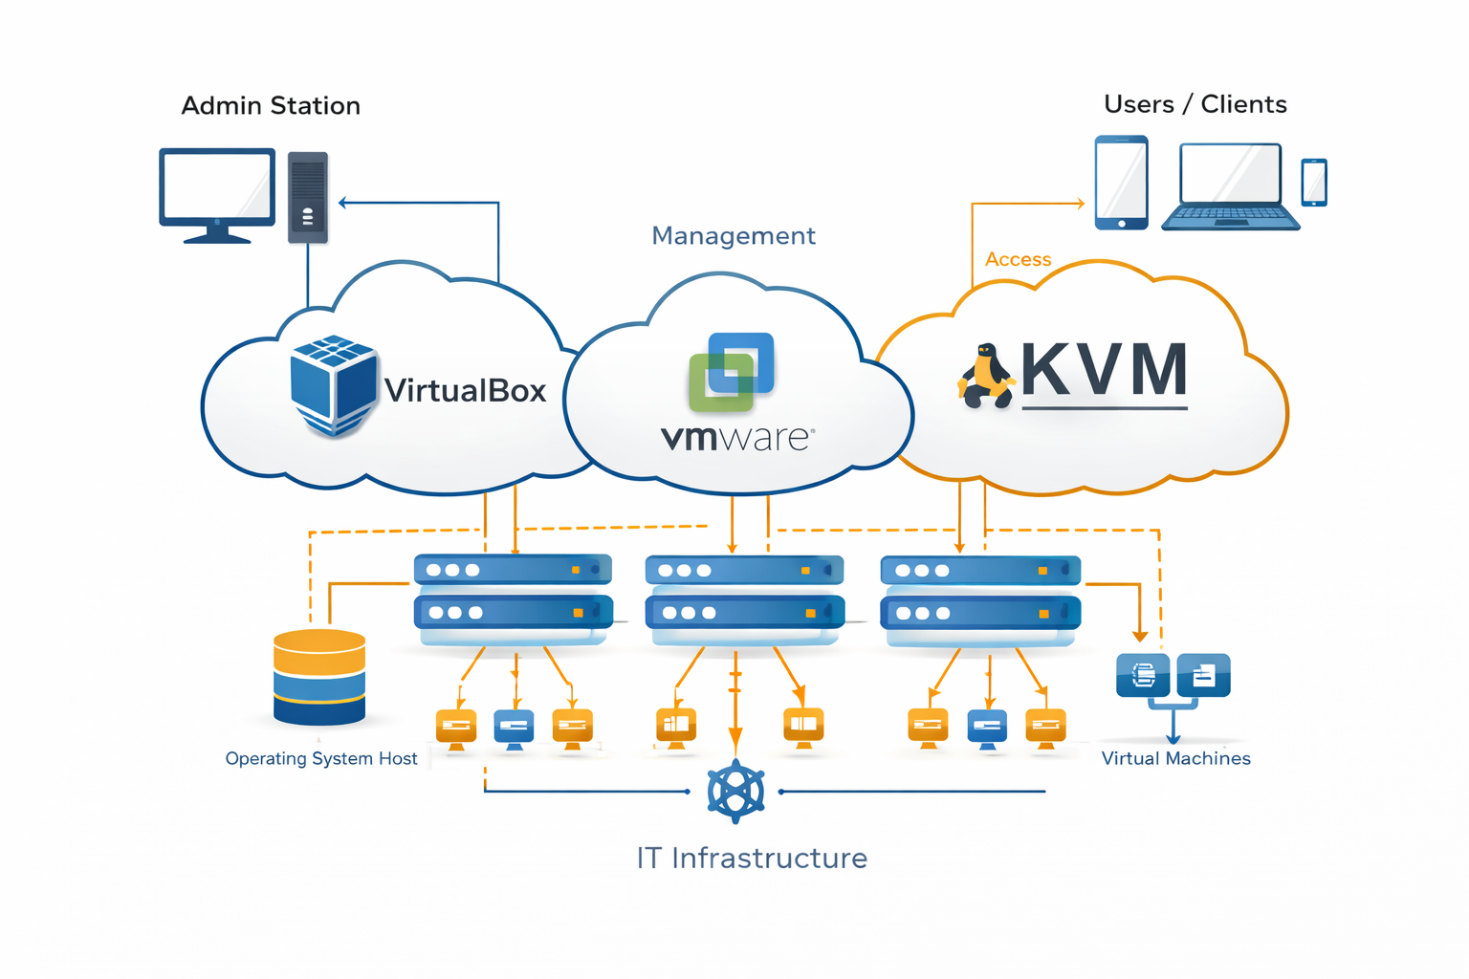 Admin Station
Users / Clients
Management
Access
VirtualBox
vmware®
KVM
Operating System Host
Virtual Machines
IT Infrastructure